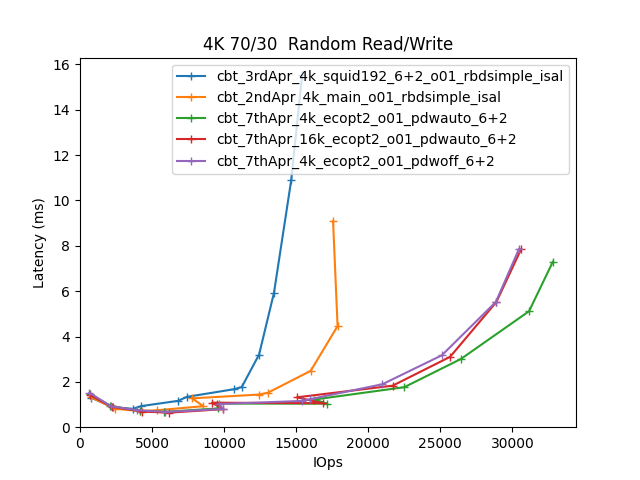 4K 70/30  Random Read/Write
cbt_3rdApr_4k_squid192_6+2_o01_rbdsimple_isal
cbt_2ndApr_4k_main_o01_rbdsimple_isal
cbt_7thApr_4k_ecopt2_o01_pdwauto_6+2
cbt_7thApr_16k_ecopt2_o01_pdwauto_6+2
cbt_7thApr_4k_ecopt2_o01_pdwoff_6+2
Latency (ms)
16
14
12
10
8
6
4
2
0
0 5000 10000 15000 20000 25000 30000
IOps